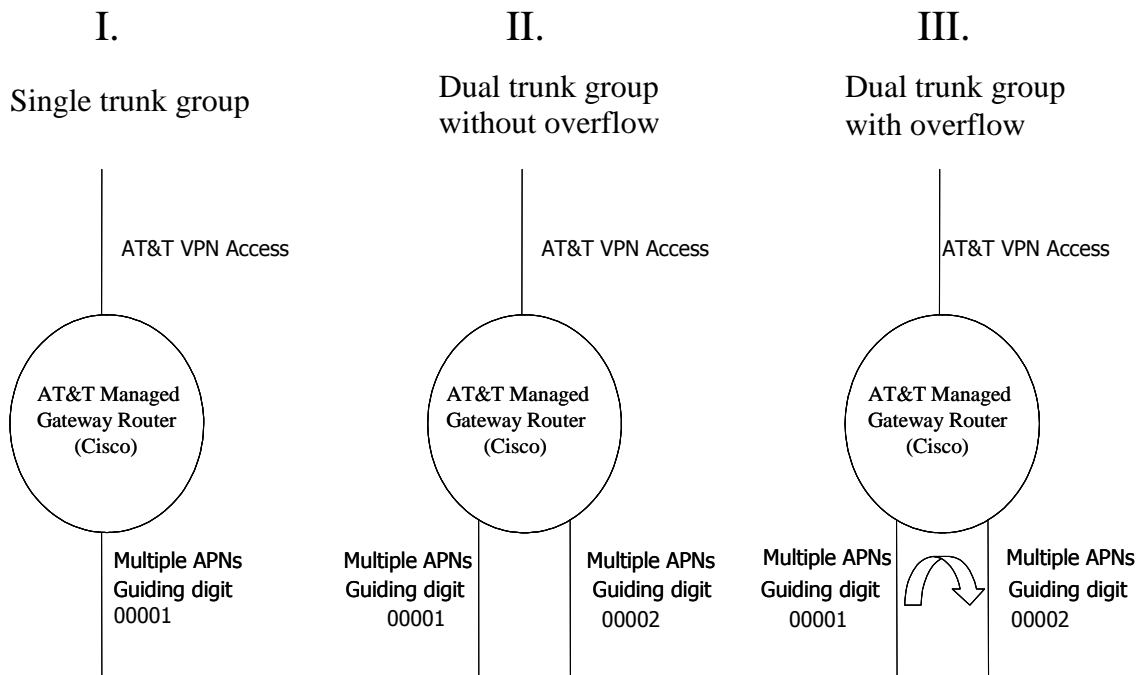 I.
Single trunk group
AT&T VPN Access
AT&T Managed
Gateway Router
(Cisco)
Multiple APNs
Guiding digit
00001
II.
Dual trunk group
without overflow
AT&T VPN Access
AT&T Managed
Gateway Router
(Cisco)
Multiple APNs
Guiding digit
00001
Multiple APNs
Guiding digit
00002
III.
Dual trunk group
with overflow
AT&T VPN Access
AT&T Managed
Gateway Router
(Cisco)
Multiple APNs
Guiding digit
00001
Multiple APNs
Guiding digit
00002